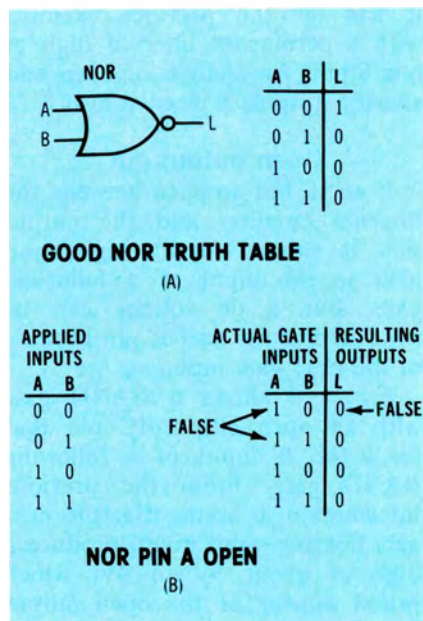 NOR
A
B
L
A B L
0 0 1
0 1 0
1 0 0
1 1 0
GOOD NOR TRUTH TABLE
(A)
APPLIED INPUTS
A B
0 0
0 1
1 0
1 1
ACTUAL GATE INPUTS
RESULTING OUTPUTS
A B L
1 0 0 FALSE
FALSE
1 1 0
1 0 0
1 1 0
NOR PIN A OPEN
(B)